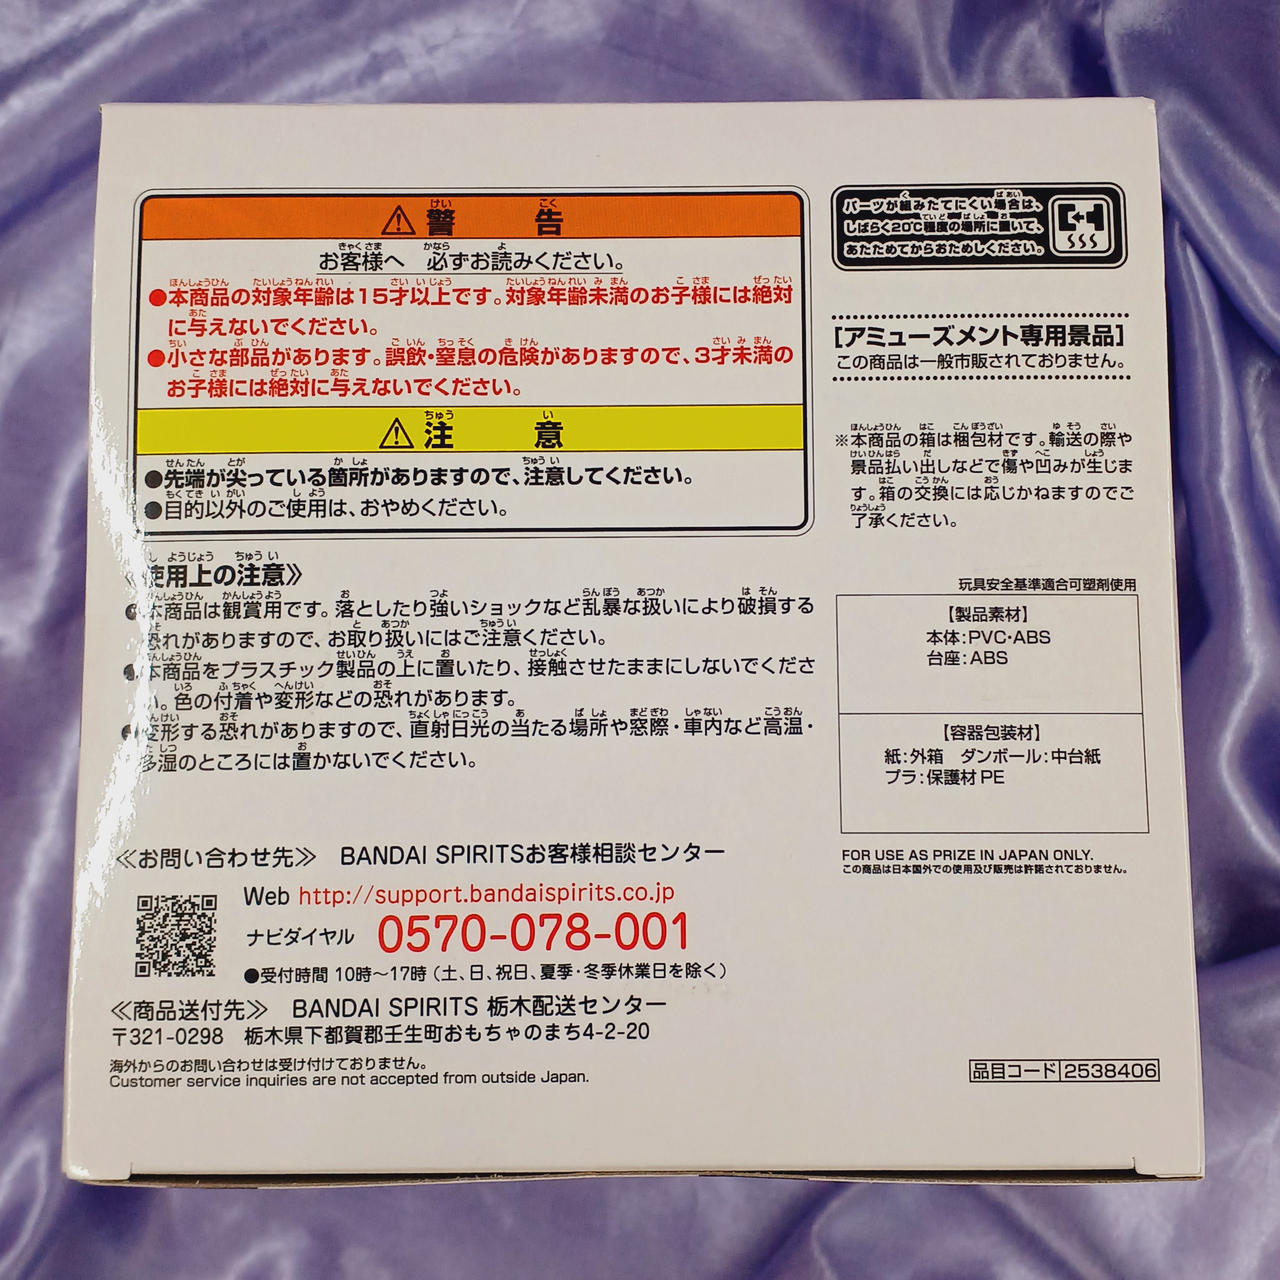 警告
お客様へ 必ずお読みください。
●本商品の対象年齢は15才以上です。対象年齢未満のお子様には絶対
に与えないでください。
●小さな部品があります。誤飲・窒息の危険がありますので、3才未満の
お子様には絶対に与えないでください。
注意
●先端が尖っている箇所がありますので、注意してください。
●目的以外のご使用は、おやめください。
≪使用上の注意≫
●本商品は観賞用です。落としたり強いショックなど乱暴な扱いにより破損する
恐れがありますので、お取り扱いにはご注意ください。
●本商品をプラスチック製品の上に置いたり、接触させたままにしないでくださ
い。色の付着や変形などの恐れがあります。
●変形する恐れがありますので、直射日光の当たる場所や窓際・車内など高温・
多湿のところには置かないでください。
≪お問い合わせ先≫ BANDAI SPIRITSお客様相談センター
Web http://support.bandaispirits.co.jp
ナビダイヤル 0570-078-001
●受付時間 10時〜17時(土、日、祝日、夏季・冬季休業日を除く)
≪商品送付先≫ BANDAI SPIRITS 栃木配送センター
〒321-0298 栃木県下都賀郡壬生町おもちゃのまち4-2-20
海外からのお問い合わせは受け付けておりません。
Customer service inquiries are not accepted from outside Japan.
パーツが組みたてにくい場合は、
しばらく20℃程度の場所に置いて、
あたためてからおためしください。
[アミューズメント専用景品]
この商品は一般市販されておりません。
※本商品の箱は梱包材です。輸送の際や
景品払い出しなどで傷や凹みが生じま
す。箱の交換には応じかねますのでご
了承ください。
玩具安全基準適合可塑剤使用
【製品素材】
本体:PVC・ABS
台座:ABS
【容器包装材】
紙:外箱 ダンボール:中台紙
プラ:保護材PE
FOR USE AS PRIZE IN JAPAN ONLY.
この商品は日本国外での使用及び販売は許諾されておりません。
品目コード 2538406